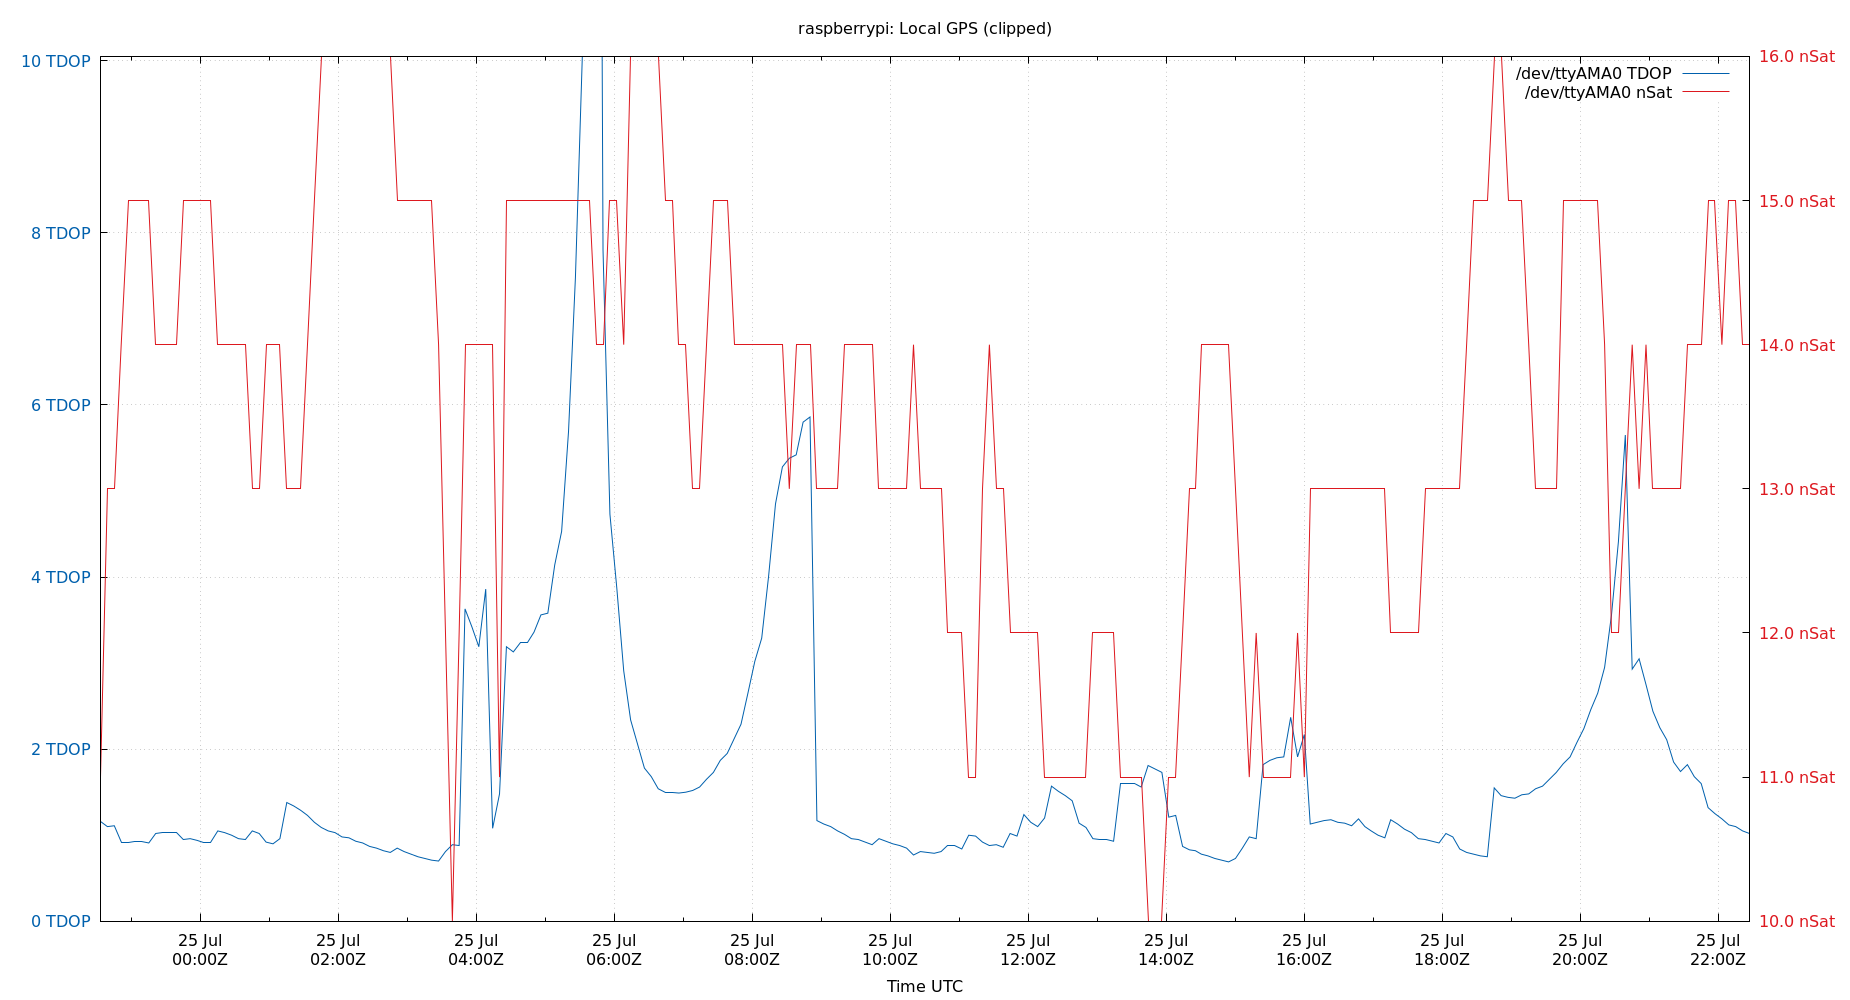 raspberrypi: Local GPS (clipped)
10 TDOP
8 TDOP
6 TDOP
4 TDOP
2 TDOP
0 TDOP
16.0 nSat
15.0 nSat
14.0 nSat
13.0 nSat
12.0 nSat
11.0 nSat
10.0 nSat
/dev/ttyAMA0 TDOP
/dev/ttyAMA0 nSat
25 Jul 25 Jul 25 Jul 25 Jul 25 Jul 25 Jul 25 Jul 25 Jul 25 Jul 25 Jul 25 Jul 25 Jul
00:00Z 02:00Z 04:00Z 06:00Z 08:00Z 10:00Z 12:00Z 14:00Z 16:00Z 18:00Z 20:00Z 22:00Z
Time UTC